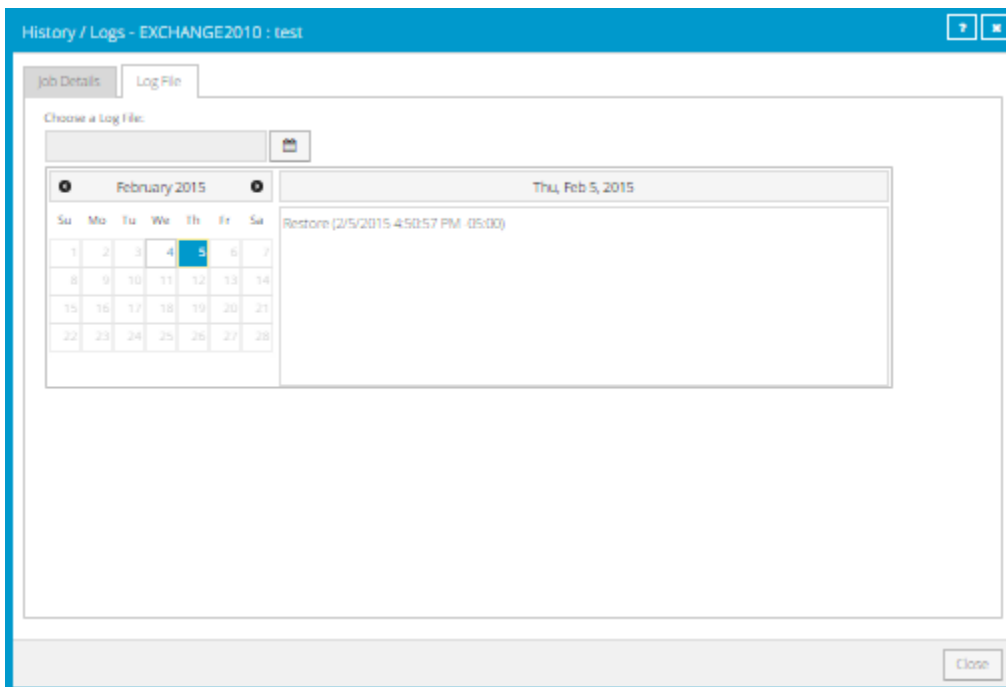 History / Logs - EXCHANGE2010 : test
?
Job Details Log File
Choose a Log File:
February 2015 Thu, Feb 5, 2015
Su Mo Tu We Th Fr Sa Restore (2/5/2015 4:50:57 PM -05:00)
1 2 3 4 5 6 7
8 9 10 11 12 13 14
15 16 17 18 19 20 21
22 23 24 25 26 27 28
Close